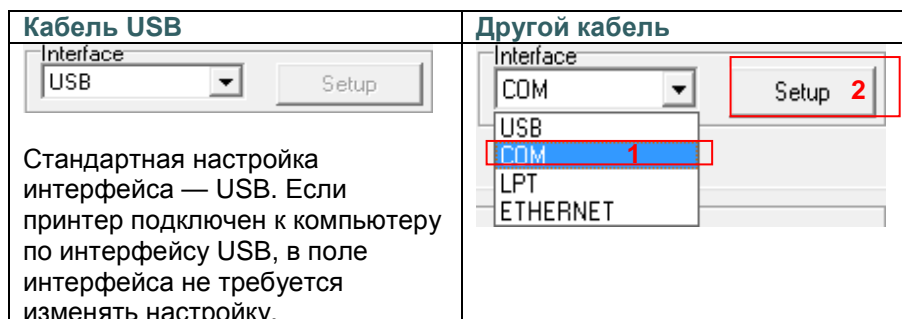 Кабель USB
Interface
USB
Setup
Стандартная настройка
интерфейса — USB. Если
принтер подключен к компьютеру
по интерфейсу USB, в поле
интерфейса не требуется
изменять настройку.
Другой кабель
Interface
COM
Setup 2
USB
COM 1
LPT
ETHERNET